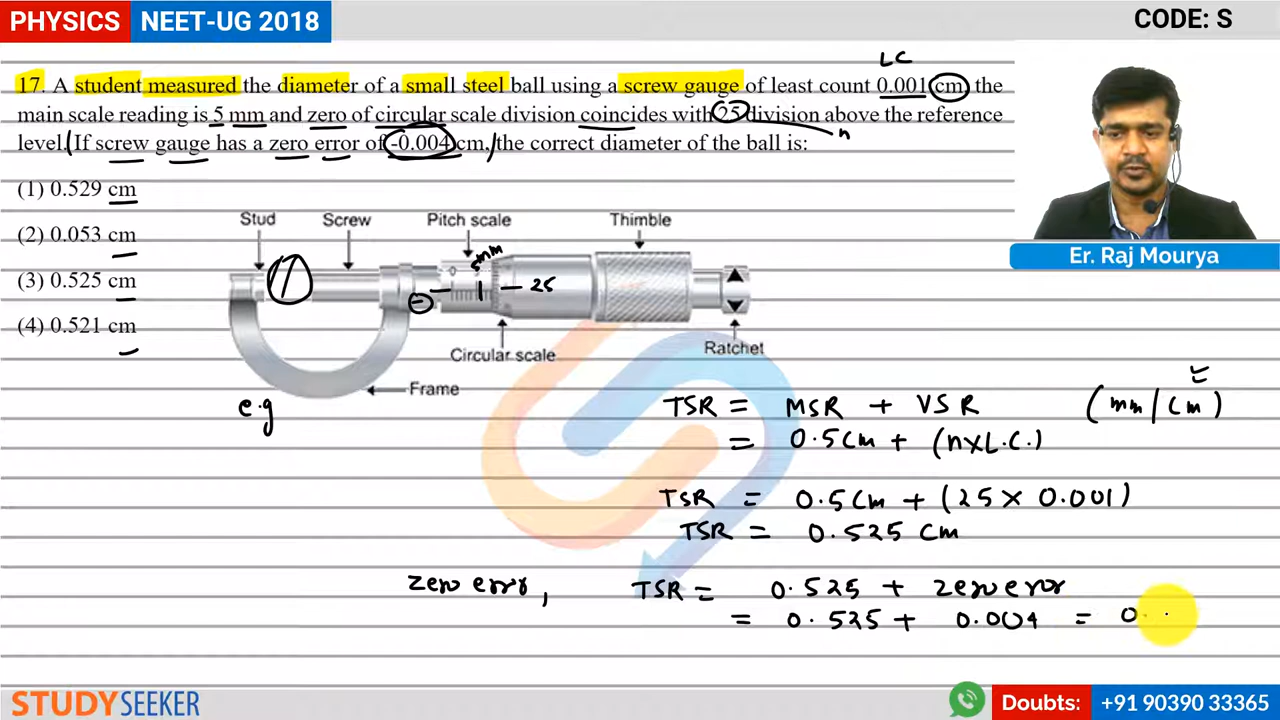 PHYSICS NEET-UG 2018
CODE: S
LC
17. A student measured the diameter of a small steel ball using a screw gauge of least count 0.001 cm, the
main scale reading is 5 mm and zero of circular scale division coincides with 25 division above the reference
n
level. If screw gauge has a zero error of -0.004 cm, the correct diameter of the ball is:
(1) 0.529 cm
(2) 0.053 cm
(3) 0.525 cm
(4) 0.521 cm
Er. Raj Mourya
Stud
Screw
Pitch scale
Thimble
0
5mm
25
Circular scale
Ratchet
Frame
e.g
TSR = MSR + VSR (mm/cm)
= 0.5cm + (n×L.C.)
TSR = 0.5cm + (25 × 0.001)
TSR = 0.525 cm
zero error, TSR = 0.525 + zero error
= 0.525 + 0.004 = 0.
STUDY SEEKER
Doubts: +91 90390 33365